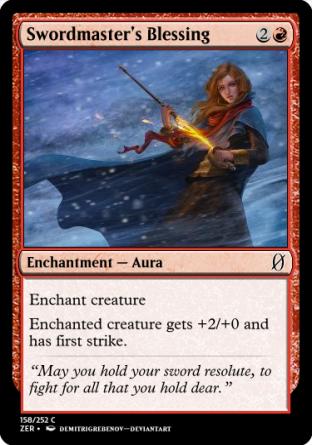 Swordmaster's Blessing 2
Enchantment — Aura
Enchant creature
Enchanted creature gets +2/+0 and
has first strike.
"May you hold your sword resolute, to
fight for all that you hold dear."
158/252 C
ZER • DEMITRIGREBENOV—DEVIANTART